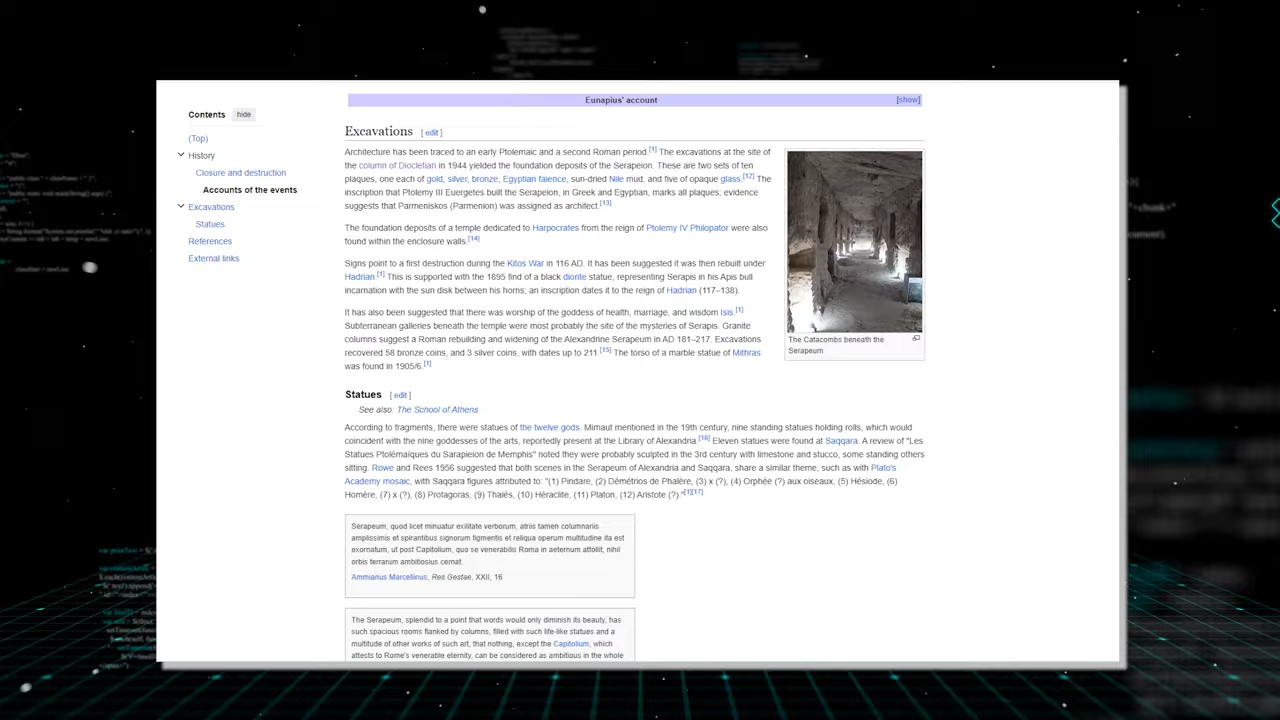 Eunapius' account [show]
Contents hide
(Top)
History
Closure and destruction
Accounts of the events
Excavations
Statues
References
External links
Excavations [ edit ]
Architecture has been traced to an early Ptolemaic and a second Roman period.[1] The excavations at the site of
the column of Diocletian in 1944 yielded the foundation deposits of the Serapeion. These are two sets of ten
plaques, one each of gold, silver, bronze, Egyptian faience, sun-dried Nile mud, and five of opaque glass.[12] The
inscription that Ptolemy III Euergetes built the Serapeion, in Greek and Egyptian, marks all plaques; evidence
suggests that Parmeniskos (Parmenion) was assigned as architect.[13]
The foundation deposits of a temple dedicated to Harpocrates from the reign of Ptolemy IV Philopator were also
found within the enclosure walls.[14]
Signs point to a first destruction during the Kitos War in 116 AD. It has been suggested it was then rebuilt under
Hadrian.[1] This is supported with the 1895 find of a black diorite statue, representing Serapis in his Apis bull
incarnation with the sun disk between his horns; an inscription dates it to the reign of Hadrian (117–138).
It has also been suggested that there was worship of the goddess of health, marriage, and wisdom Isis.[1]
Subterranean galleries beneath the temple were most probably the site of the mysteries of Serapis. Granite
columns suggest a Roman rebuilding and widening of the Alexandrine Serapeum in AD 181–217. Excavations
recovered 58 bronze coins, and 3 silver coins, with dates up to 211.[15] The torso of a marble statue of Mithras
was found in 1905/6.[1]
The Catacombs beneath the
Serapeum
Statues [ edit ]
See also: The School of Athens
According to fragments, there were statues of the twelve gods. Mimaut mentioned in the 19th century, nine standing statues holding rolls, which would
coincident with the nine goddesses of the arts, reportedly present at the Library of Alexandria.[16] Eleven statues were found at Saqqara. A review of "Les
Statues Ptolémaïques du Sarapieion de Memphis" noted they were probably sculpted in the 3rd century with limestone and stucco, some standing others
sitting. Rowe and Rees 1956 suggested that both scenes in the Serapeum of Alexandria and Saqqara, share a similar theme, such as with Plato's
Academy mosaic, with Saqqara figures attributed to: "(1) Pindare, (2) Démétrios de Phalère, (3) x (?), (4) Orphée (?) aux oiseaux, (5) Hésiode, (6)
Homère, (7) x (?), (8) Protagoras, (9) Thalès, (10) Héraclite, (11) Platon, (12) Aristote (?)."[1][17]
Serapeum, quod licet minuatur exilitate verborum, atriis tamen columnariis
amplissimis et spirantibus signorum figmentis et reliqua operum multitudine ita est
exornatum, ut post Capitolium, quo se venerabilis Roma in aeternum attollit, nihil
orbis terrarum ambitiosius cernat.
Ammianus Marcellinus, Res Gestae, XXII, 16
The Serapeum, splendid to a point that words would only diminish its beauty, has
such spacious rooms flanked by columns, filled with such life-like statues and a
multitude of other works of such art, that nothing, except the Capitolium, which
attests to Rome's venerable eternity, can be considered as ambitious in the whole